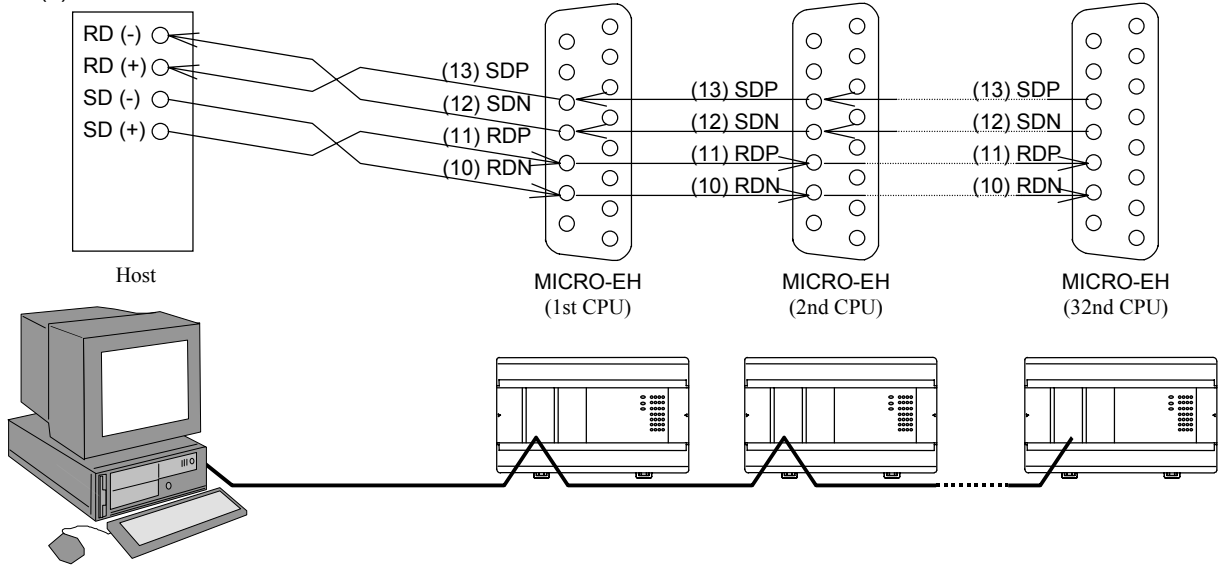 RD (-)
RD (+)
SD (-)
SD (+)
(13) SDP
(12) SDN
(11) RDP
(10) RDN
(13) SDP
(12) SDN
(11) RDP
(10) RDN
(13) SDP
(12) SDN
(11) RDP
(10) RDN
Host
MICRO-EH
(1st CPU)
MICRO-EH
(2nd CPU)
MICRO-EH
(32nd CPU)